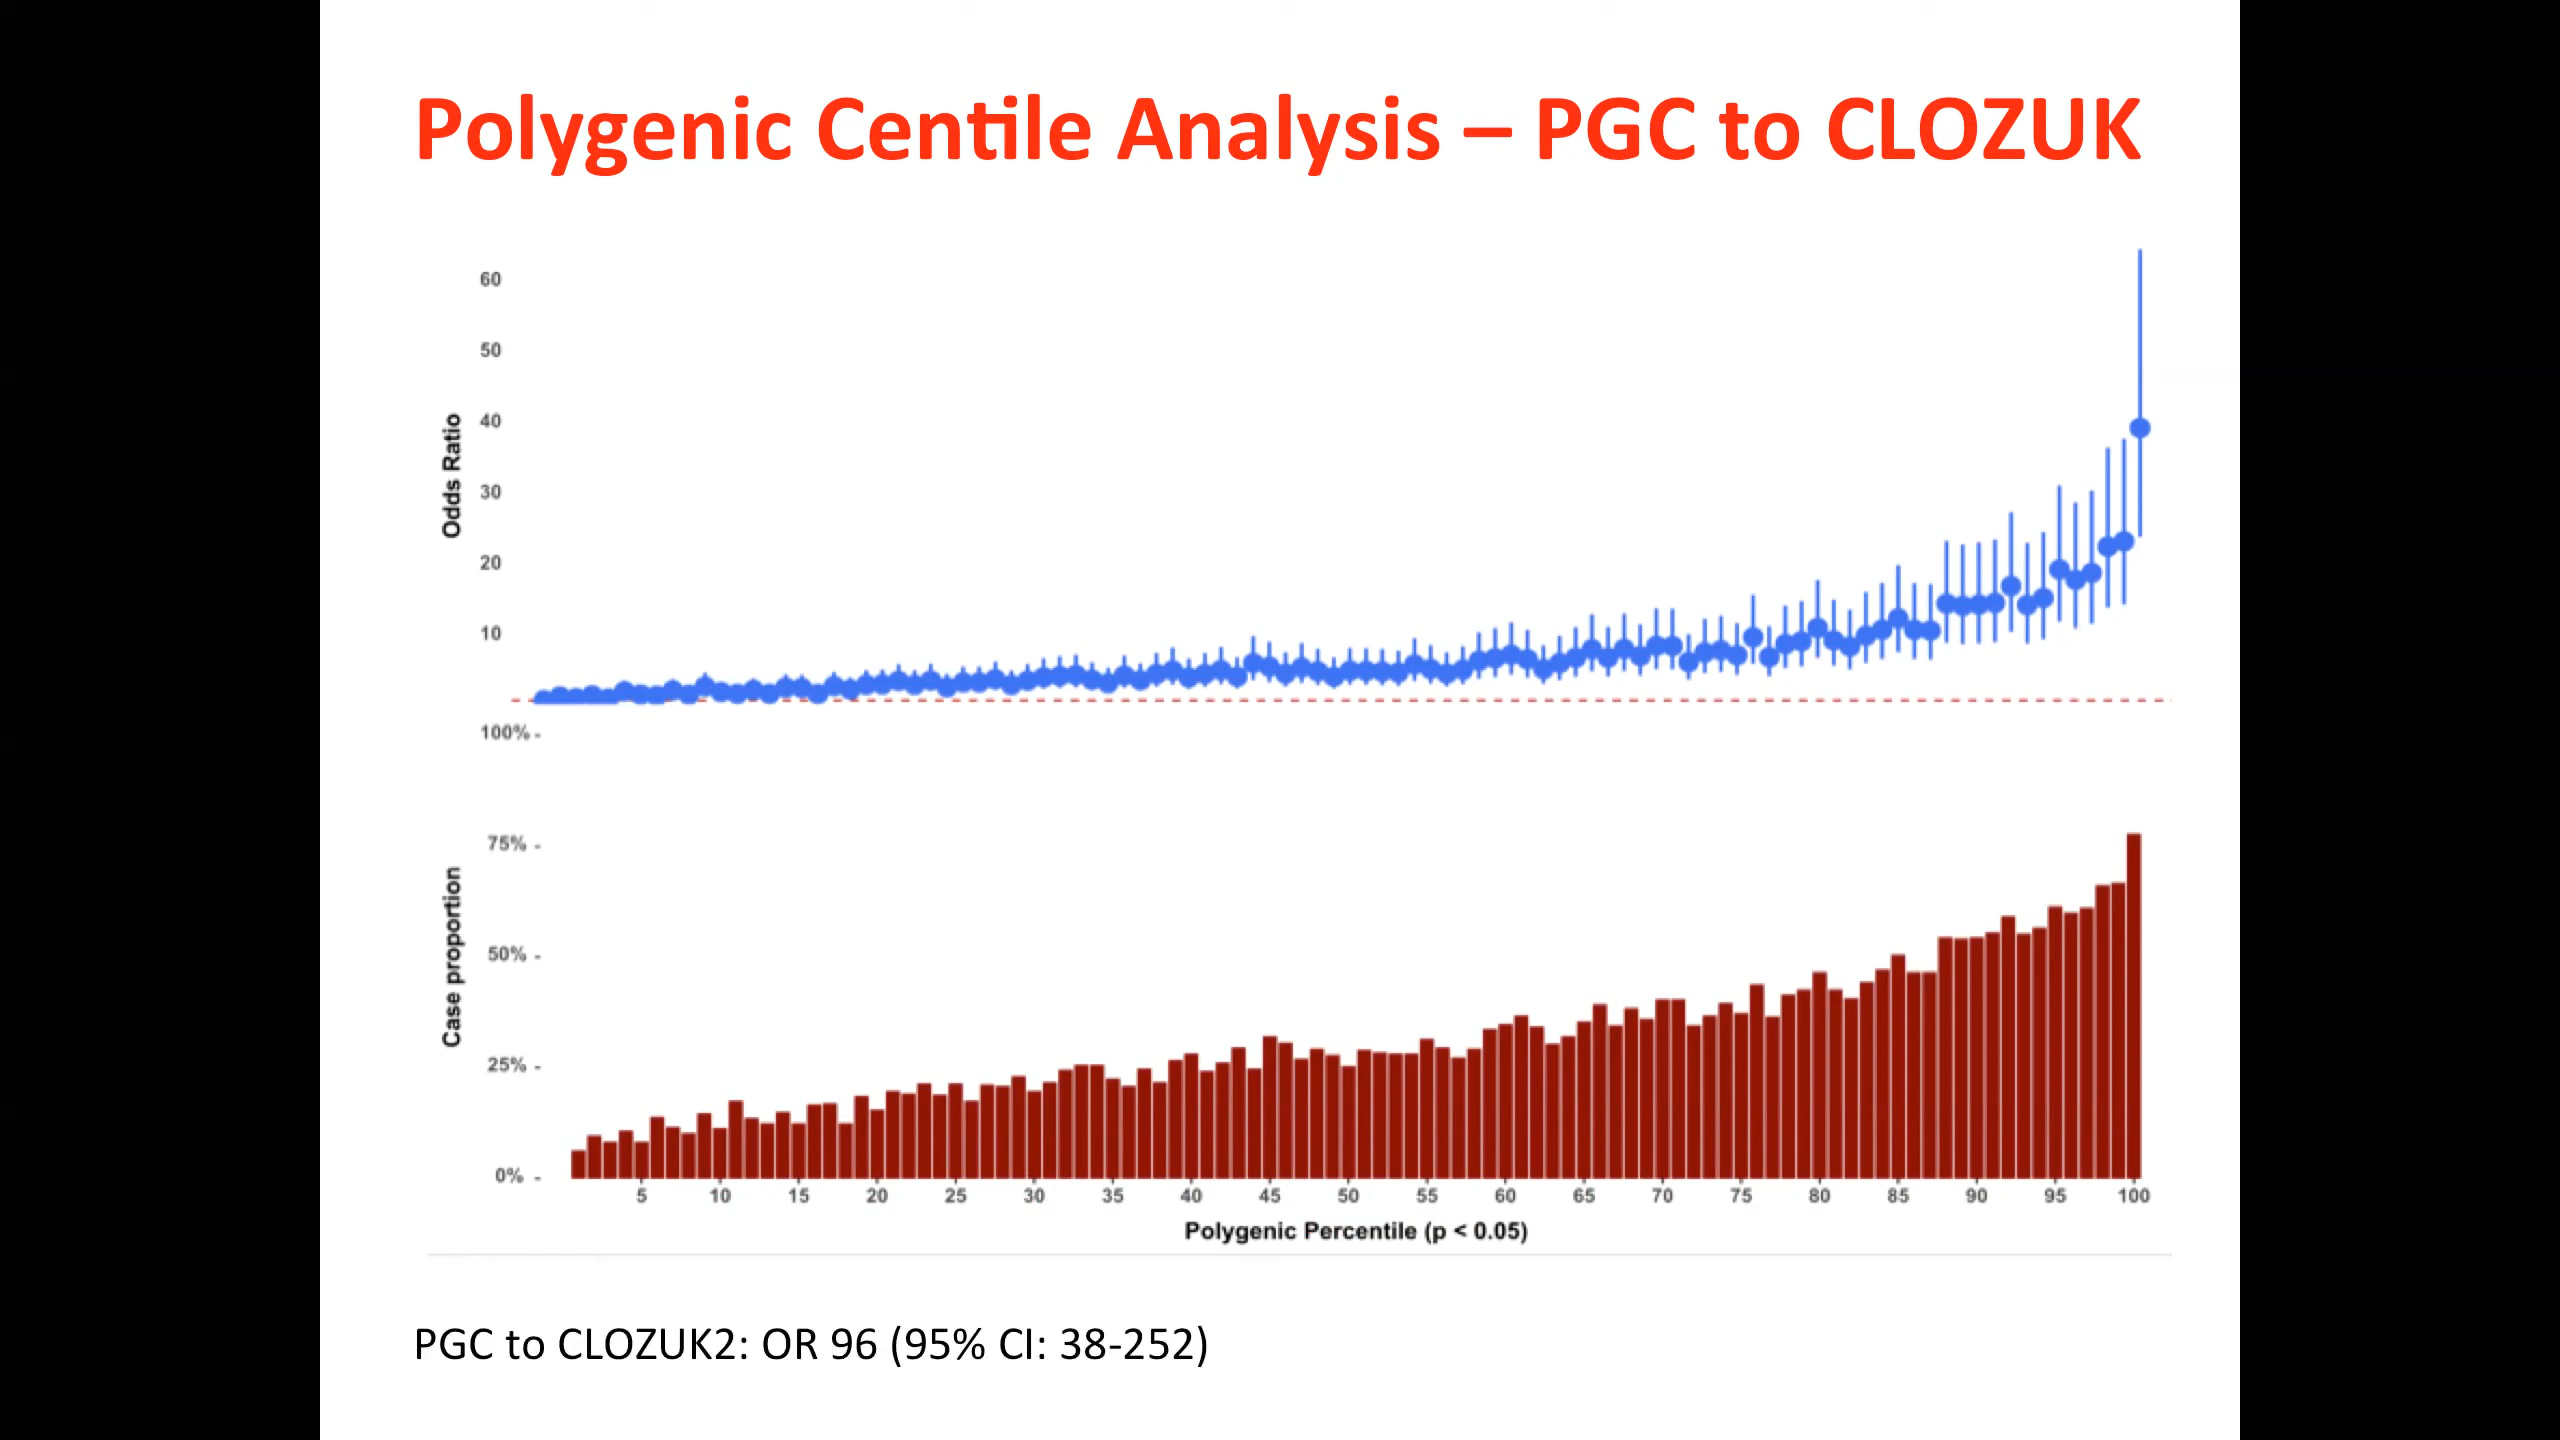 Polygenic Centile Analysis – PGC to CLOZUK
60
50
40
30
20
10
Odds Ratio
100%
75%
50%
25%
0%
Case proportion
5 10 15 20 25 30 35 40 45 50 55 60 65 70 75 80 85 90 95 100
Polygenic Percentile (p < 0.05)
PGC to CLOZUK2: OR 96 (95% CI: 38-252)